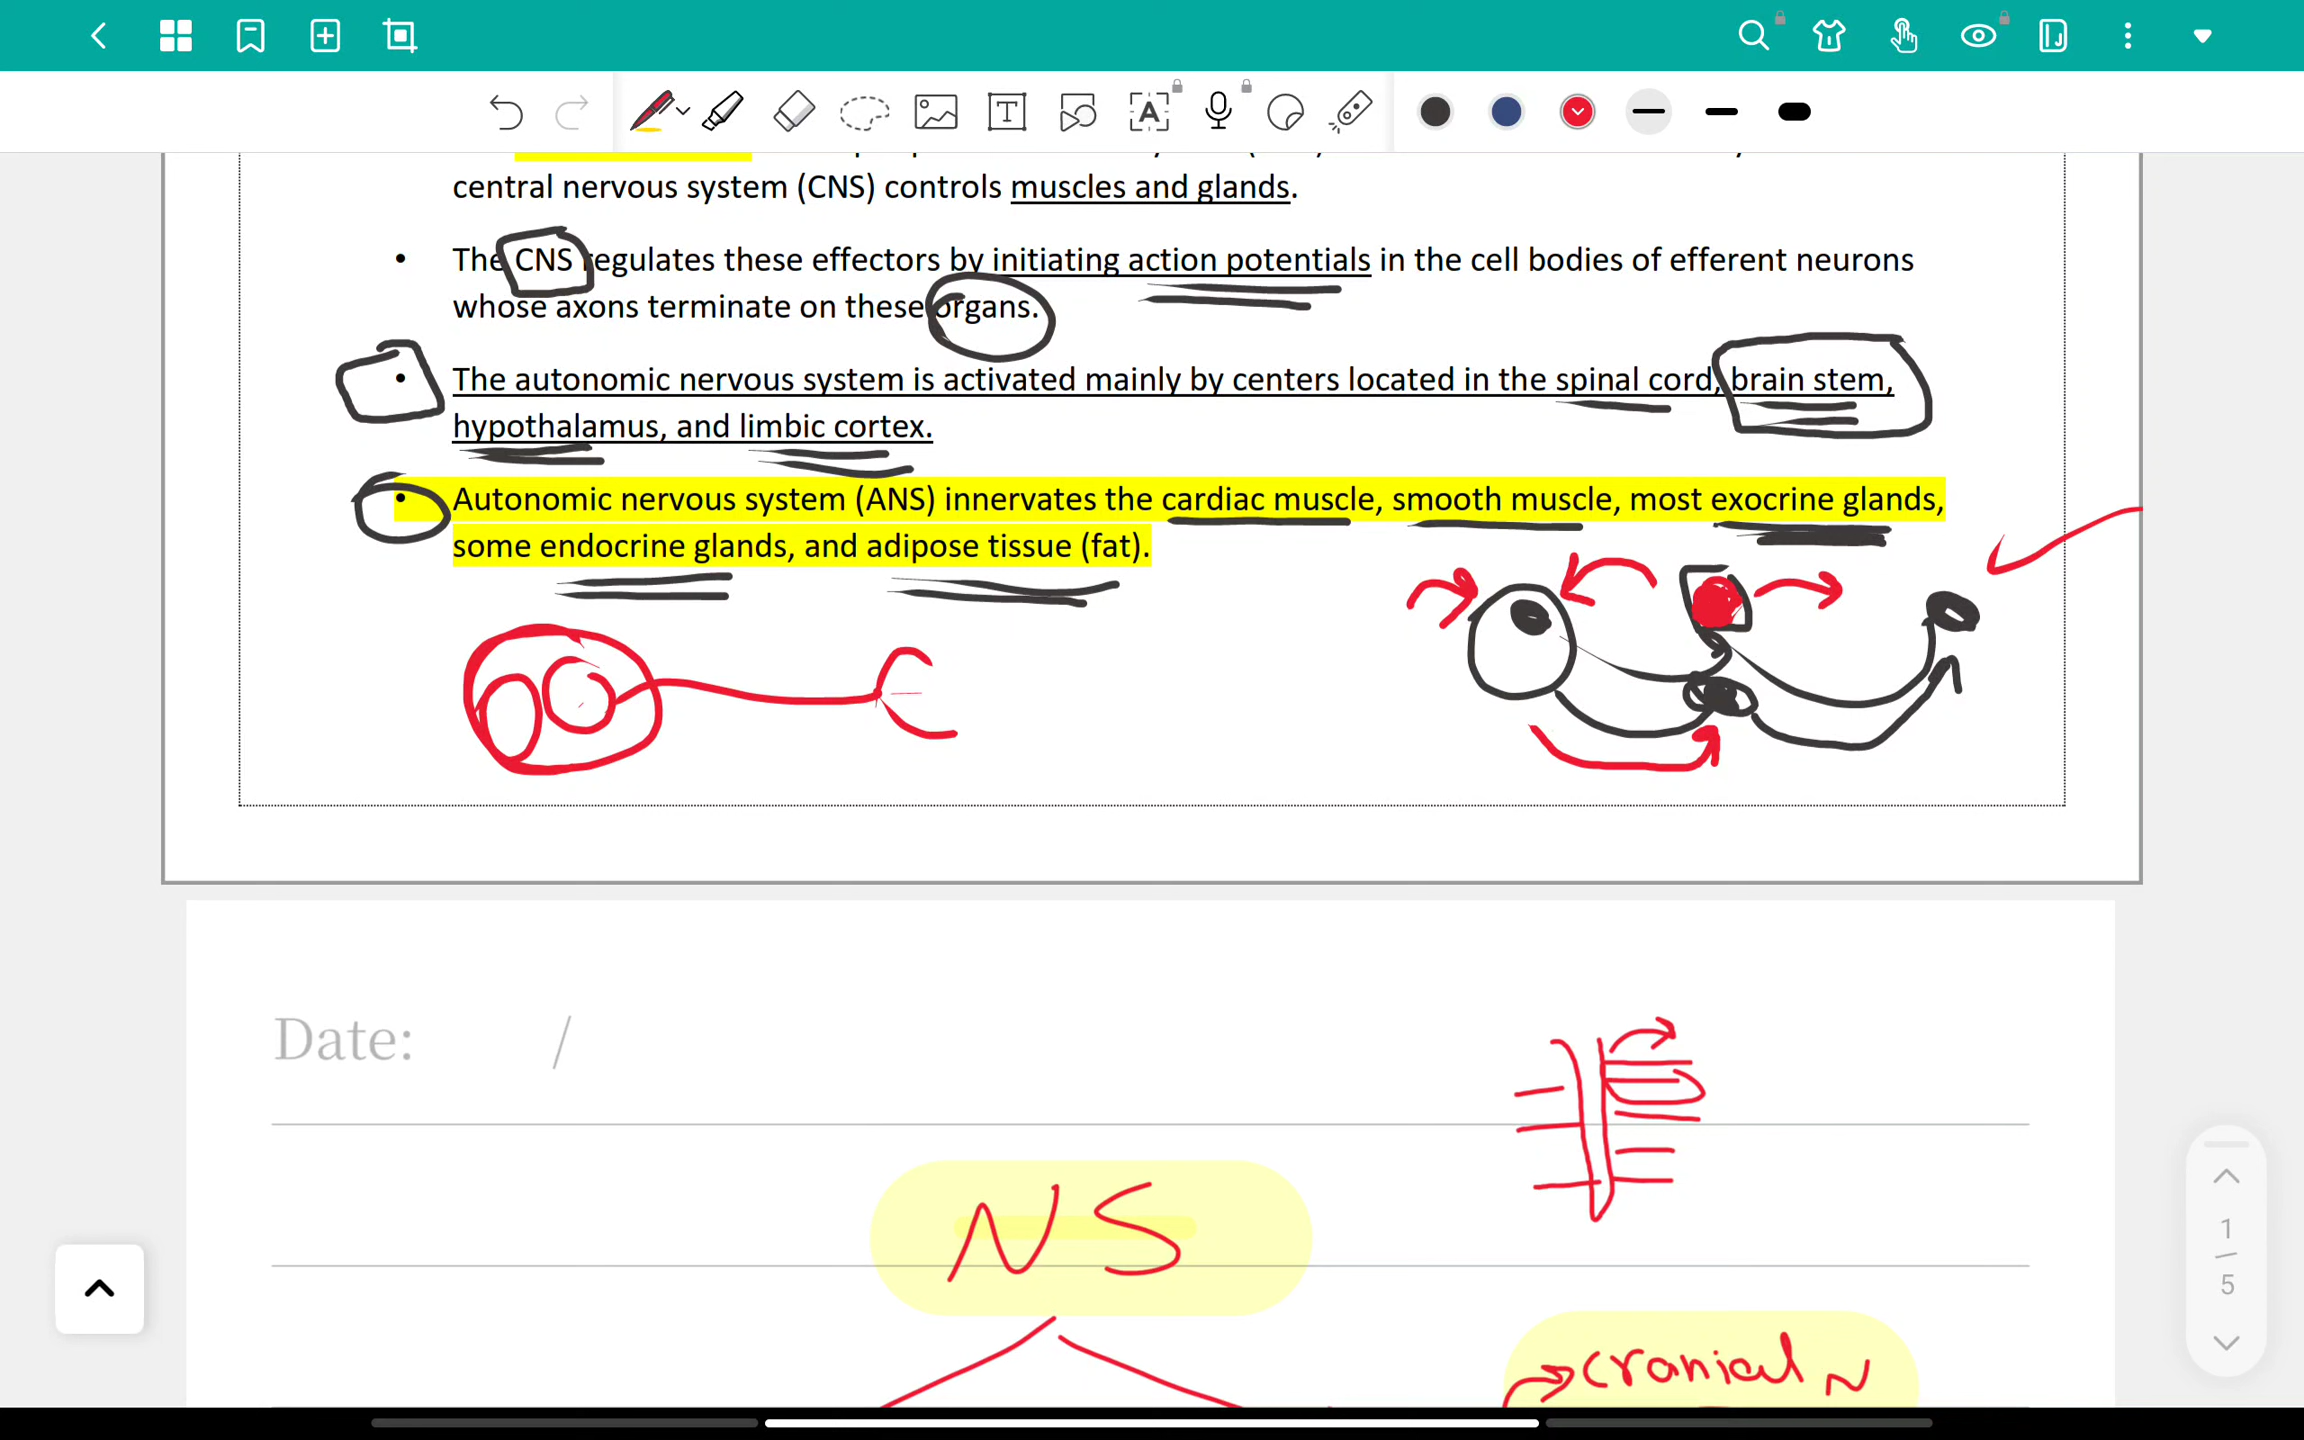 central nervous system (CNS) controls muscles and glands.
• The CNS regulates these effectors by initiating action potentials in the cell bodies of efferent neurons
whose axons terminate on these organs.
• The autonomic nervous system is activated mainly by centers located in the spinal cord, brain stem,
hypothalamus, and limbic cortex.
• Autonomic nervous system (ANS) innervates the cardiac muscle, smooth muscle, most exocrine glands,
some endocrine glands, and adipose tissue (fat).
Date: /
NS
cranial N
1
/
5